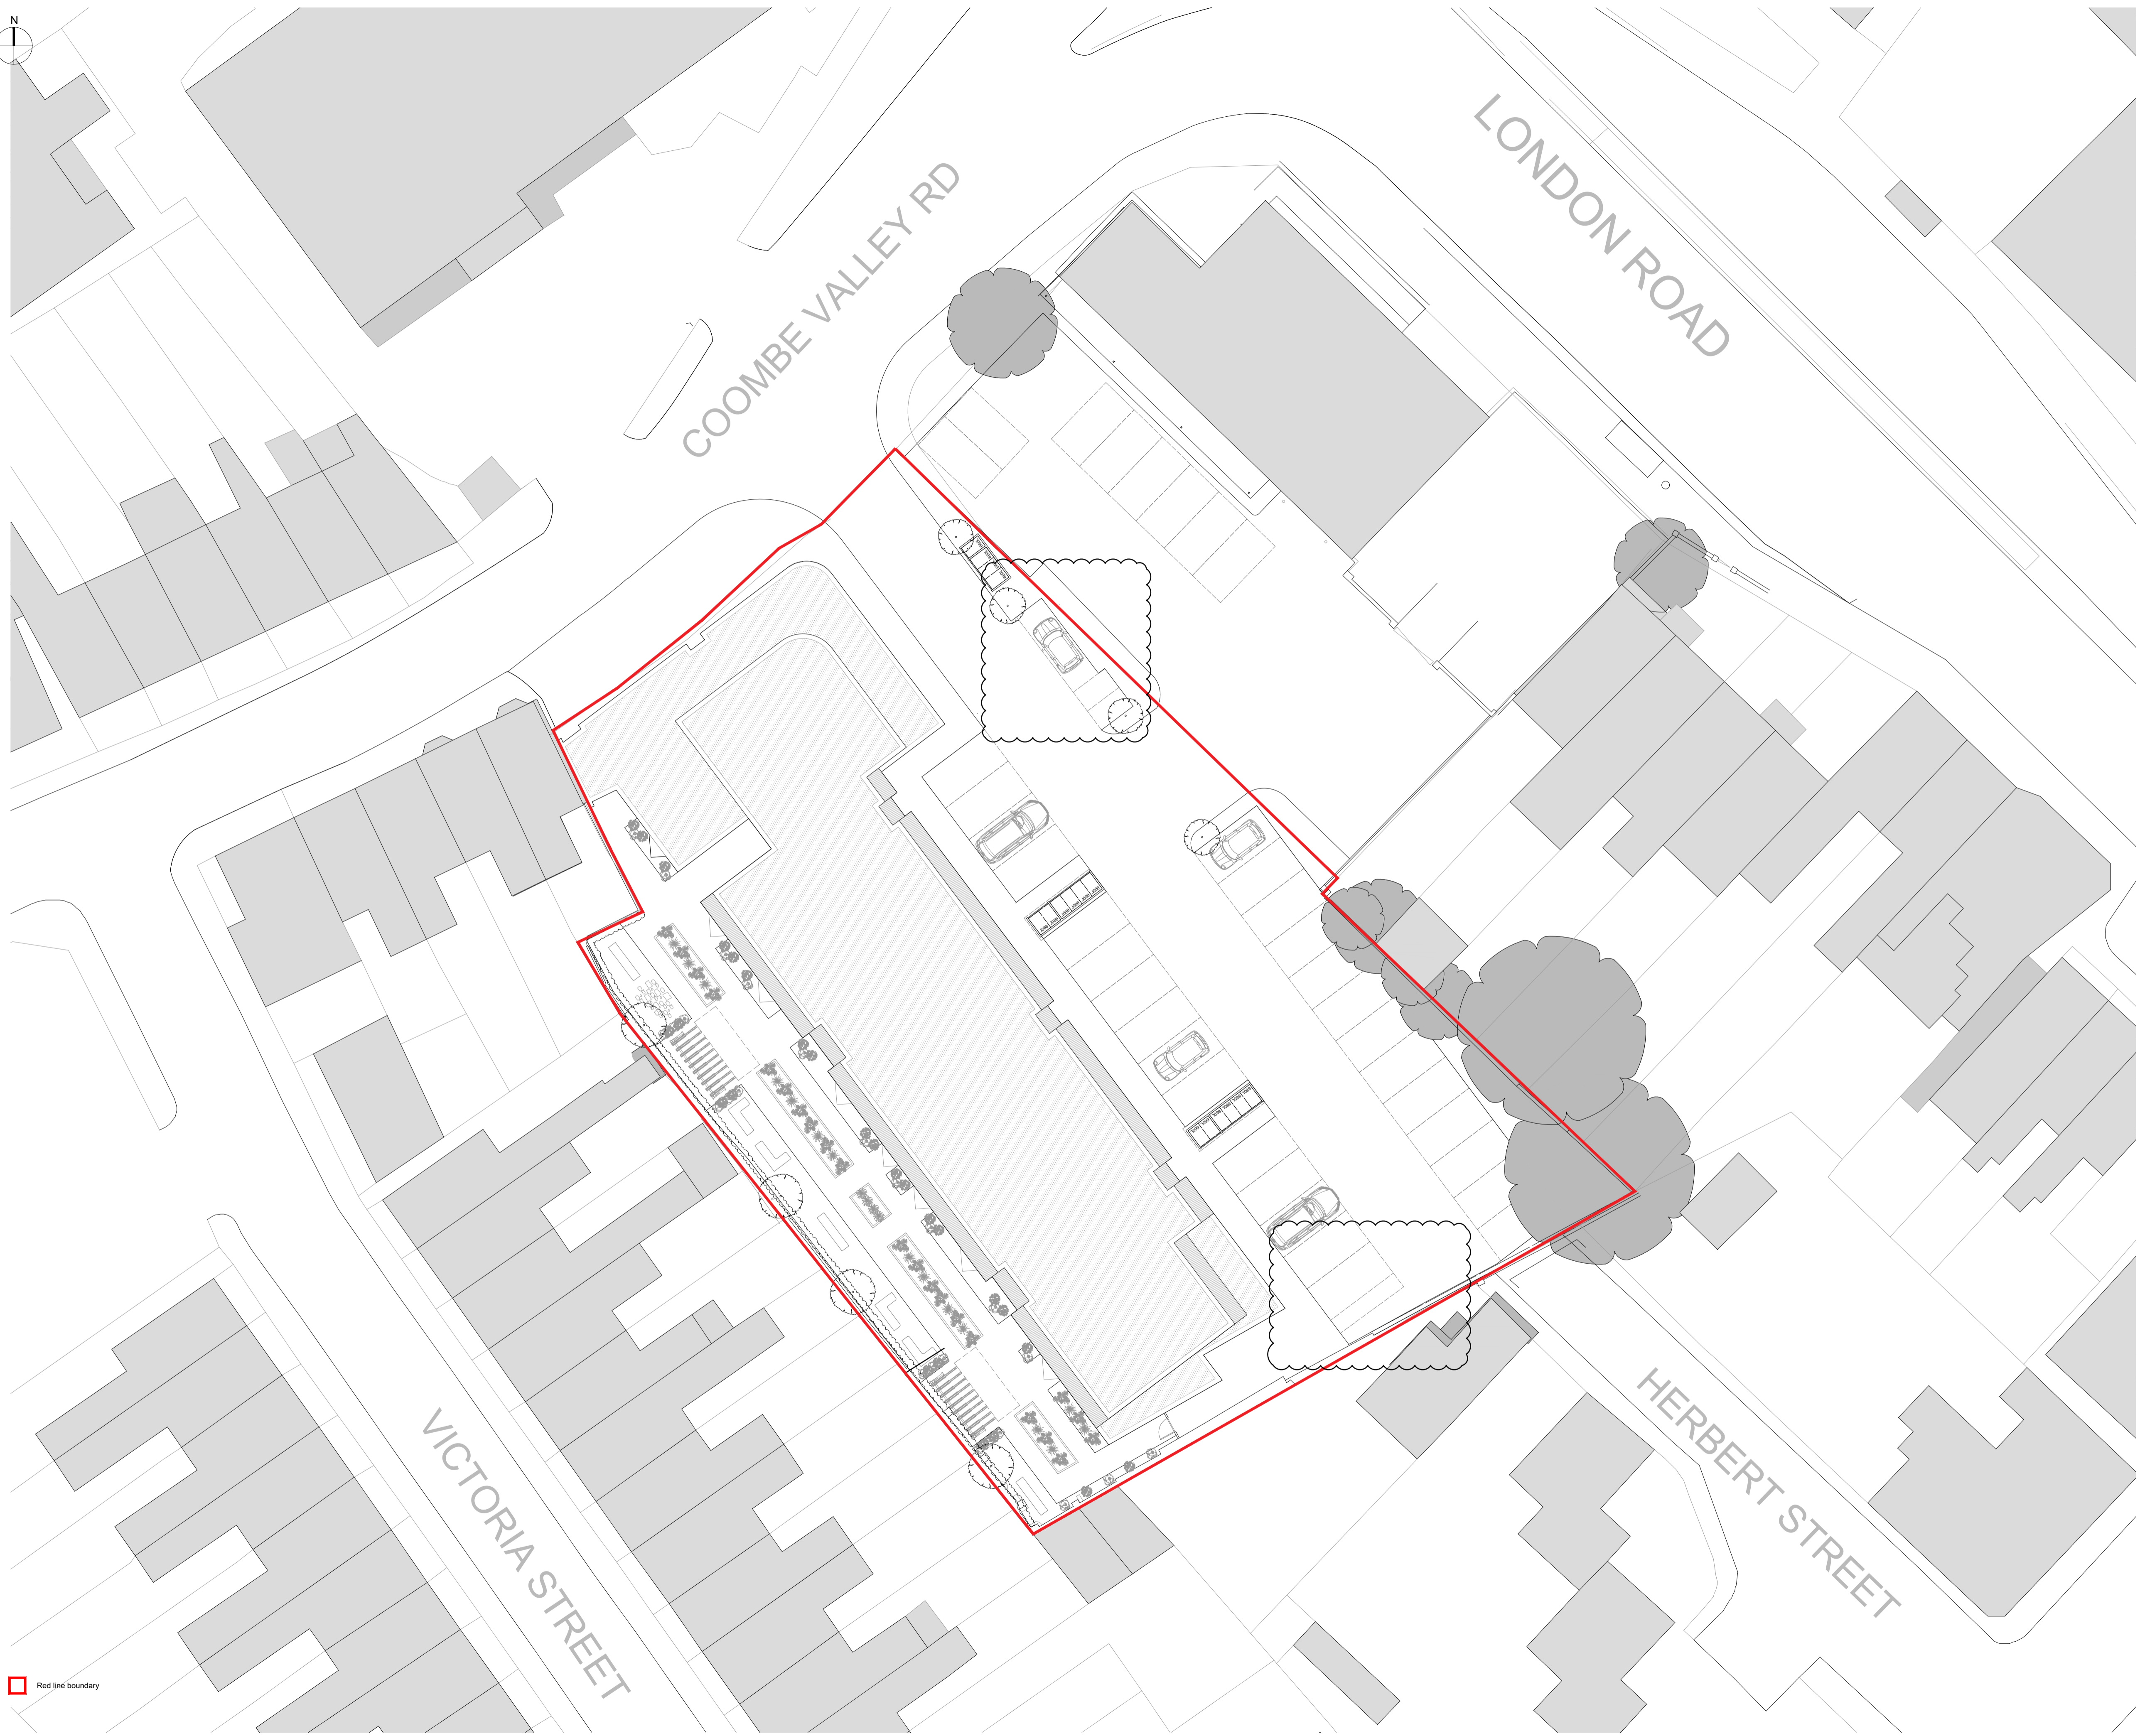 N
LONDON ROAD
COOMBE VALLEY RD
HERBERT STREET
VICTORIA STREET
Red line boundary